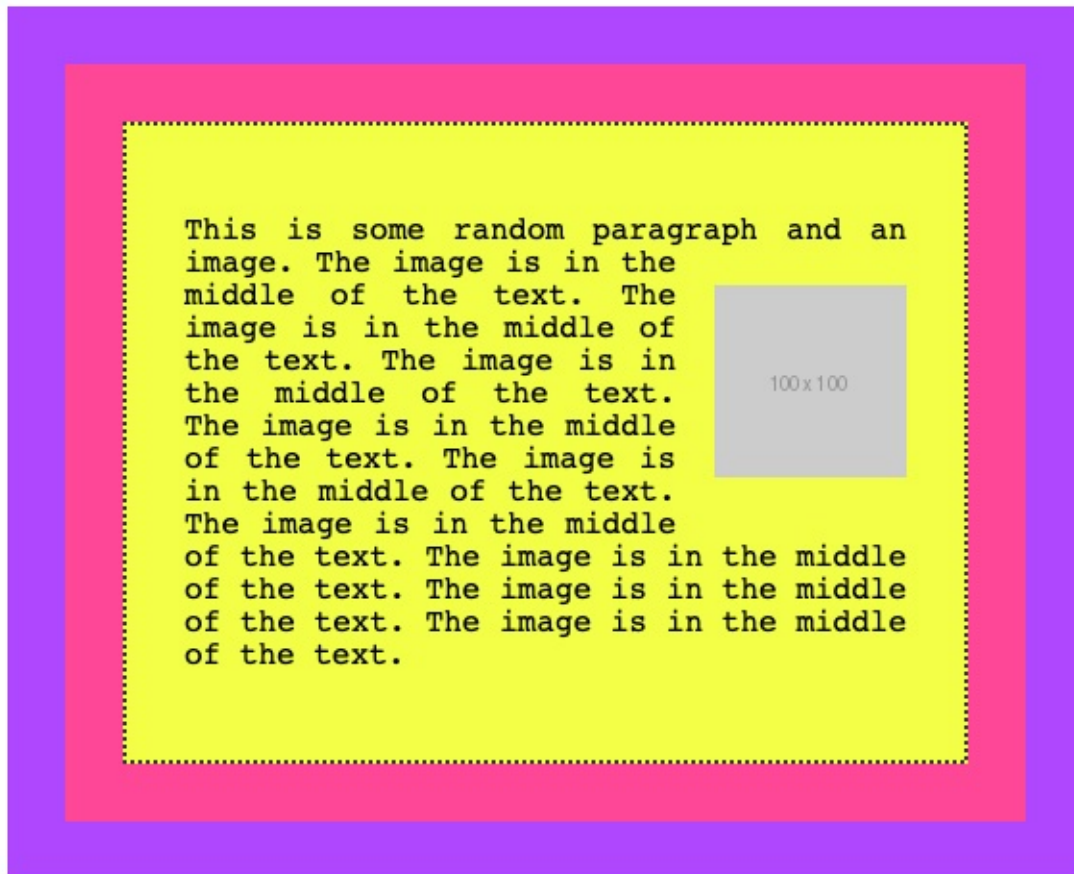 This is some random paragraph and an
image. The image is in the
middle of the text. The
image is in the middle of
the text. The image is in
the middle of the text.
The image is in the middle
of the text. The image is
in the middle of the text.
The image is in the middle
of the text. The image is in the middle
of the text. The image is in the middle
of the text. The image is in the middle
of the text.
100 x 100